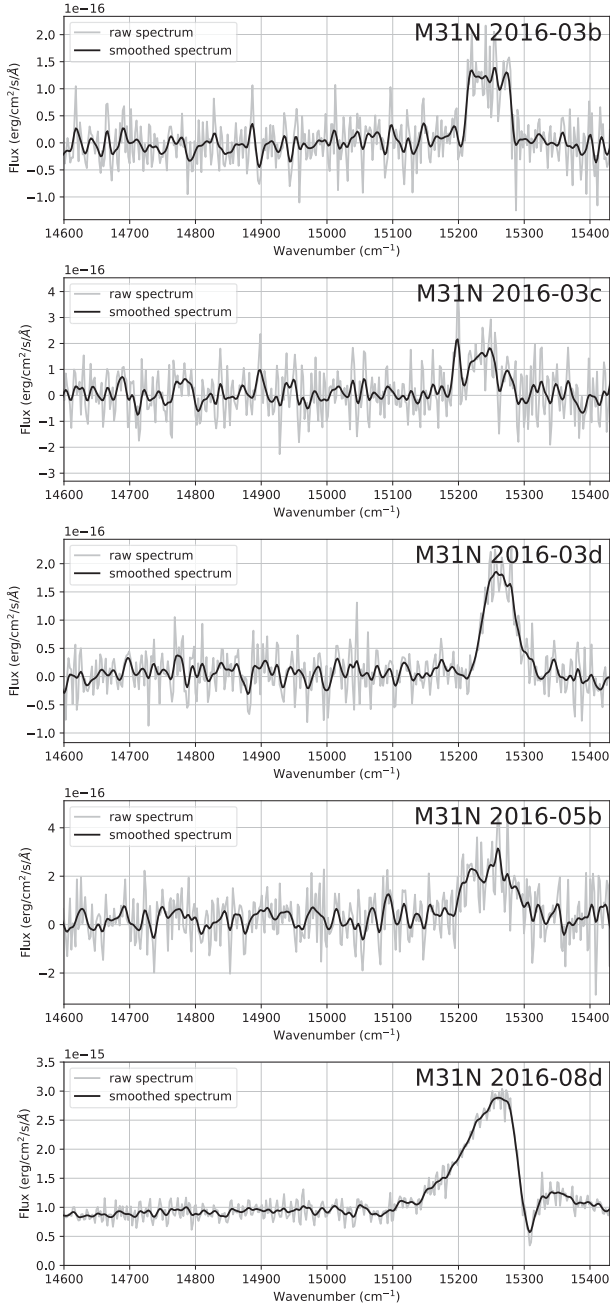 1e−16
M31N 2016-03b
raw spectrum
smoothed spectrum
Flux (erg/cm²/s/Å)
2.0
1.5
1.0
0.5
0.0
−0.5
−1.0
14600 14700 14800 14900 15000 15100 15200 15300 15400
Wavenumber (cm⁻¹)
1e−16
M31N 2016-03c
raw spectrum
smoothed spectrum
Flux (erg/cm²/s/Å)
4
3
2
1
0
−1
−2
−3
14600 14700 14800 14900 15000 15100 15200 15300 15400
Wavenumber (cm⁻¹)
1e−16
M31N 2016-03d
raw spectrum
smoothed spectrum
Flux (erg/cm²/s/Å)
2.0
1.5
1.0
0.5
0.0
−0.5
−1.0
14600 14700 14800 14900 15000 15100 15200 15300 15400
Wavenumber (cm⁻¹)
1e−16
M31N 2016-05b
raw spectrum
smoothed spectrum
Flux (erg/cm²/s/Å)
4
2
0
−2
14600 14700 14800 14900 15000 15100 15200 15300 15400
Wavenumber (cm⁻¹)
1e−15
M31N 2016-08d
raw spectrum
smoothed spectrum
Flux (erg/cm²/s/Å)
3.5
3.0
2.5
2.0
1.5
1.0
0.5
0.0
14600 14700 14800 14900 15000 15100 15200 15300 15400
Wavenumber (cm⁻¹)